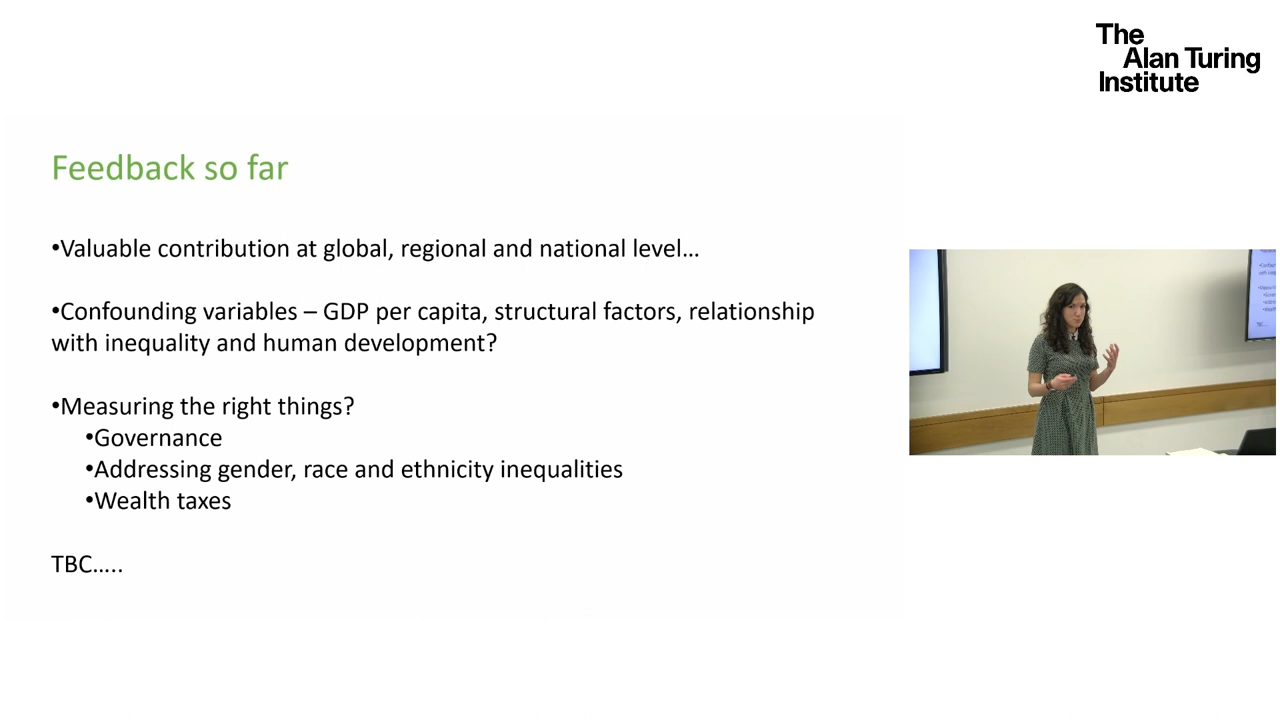 The
Alan Turing
Institute
Feedback so far
•Valuable contribution at global, regional and national level…
•Confounding variables – GDP per capita, structural factors, relationship
with inequality and human development?
•Measuring the right things?
•Governance
•Addressing gender, race and ethnicity inequalities
•Wealth taxes
TBC…..